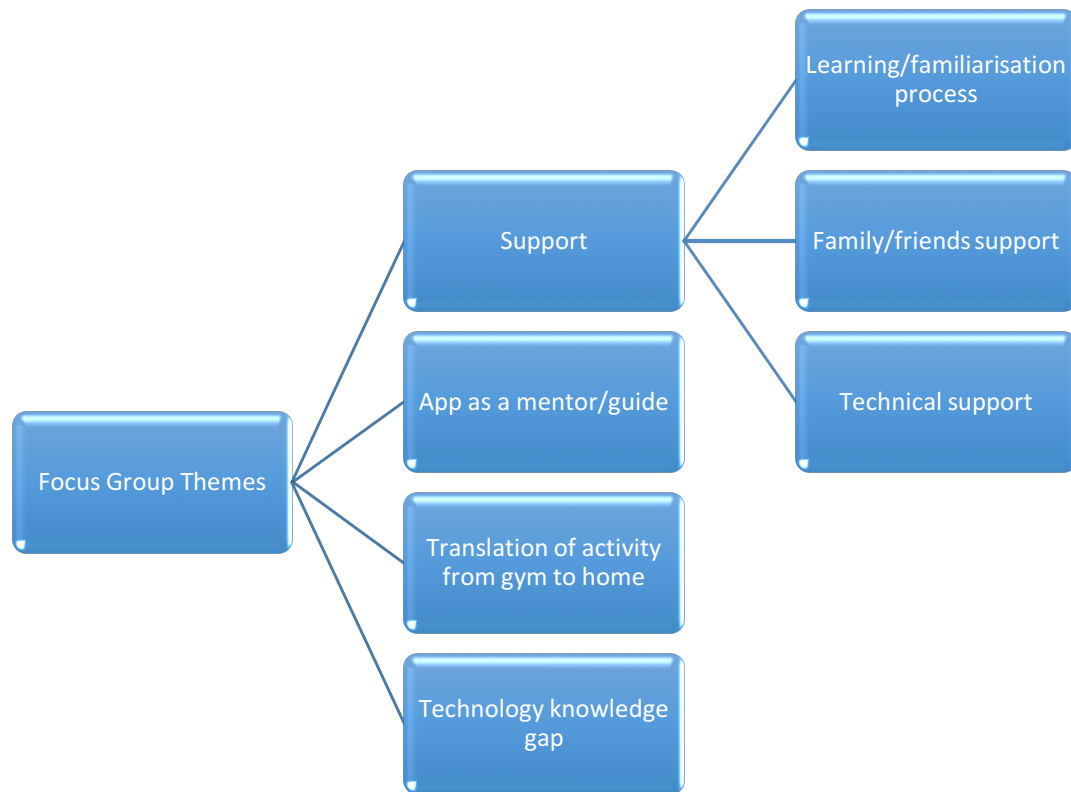 Focus Group Themes
Support
App as a mentor/guide
Translation of activity
from gym to home
Technology knowledge
gap
Learning/familiarisation
process
Family/friends support
Technical support